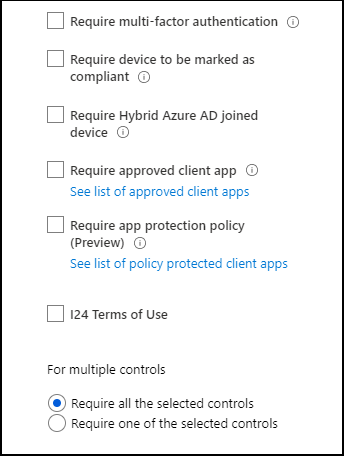 Require multi-factor authentication
Require device to be marked as
compliant
Require Hybrid Azure AD joined
device
Require approved client app
See list of approved client apps
Require app protection policy
(Preview)
See list of policy protected client apps
I24 Terms of Use
For multiple controls
Require all the selected controls
Require one of the selected controls